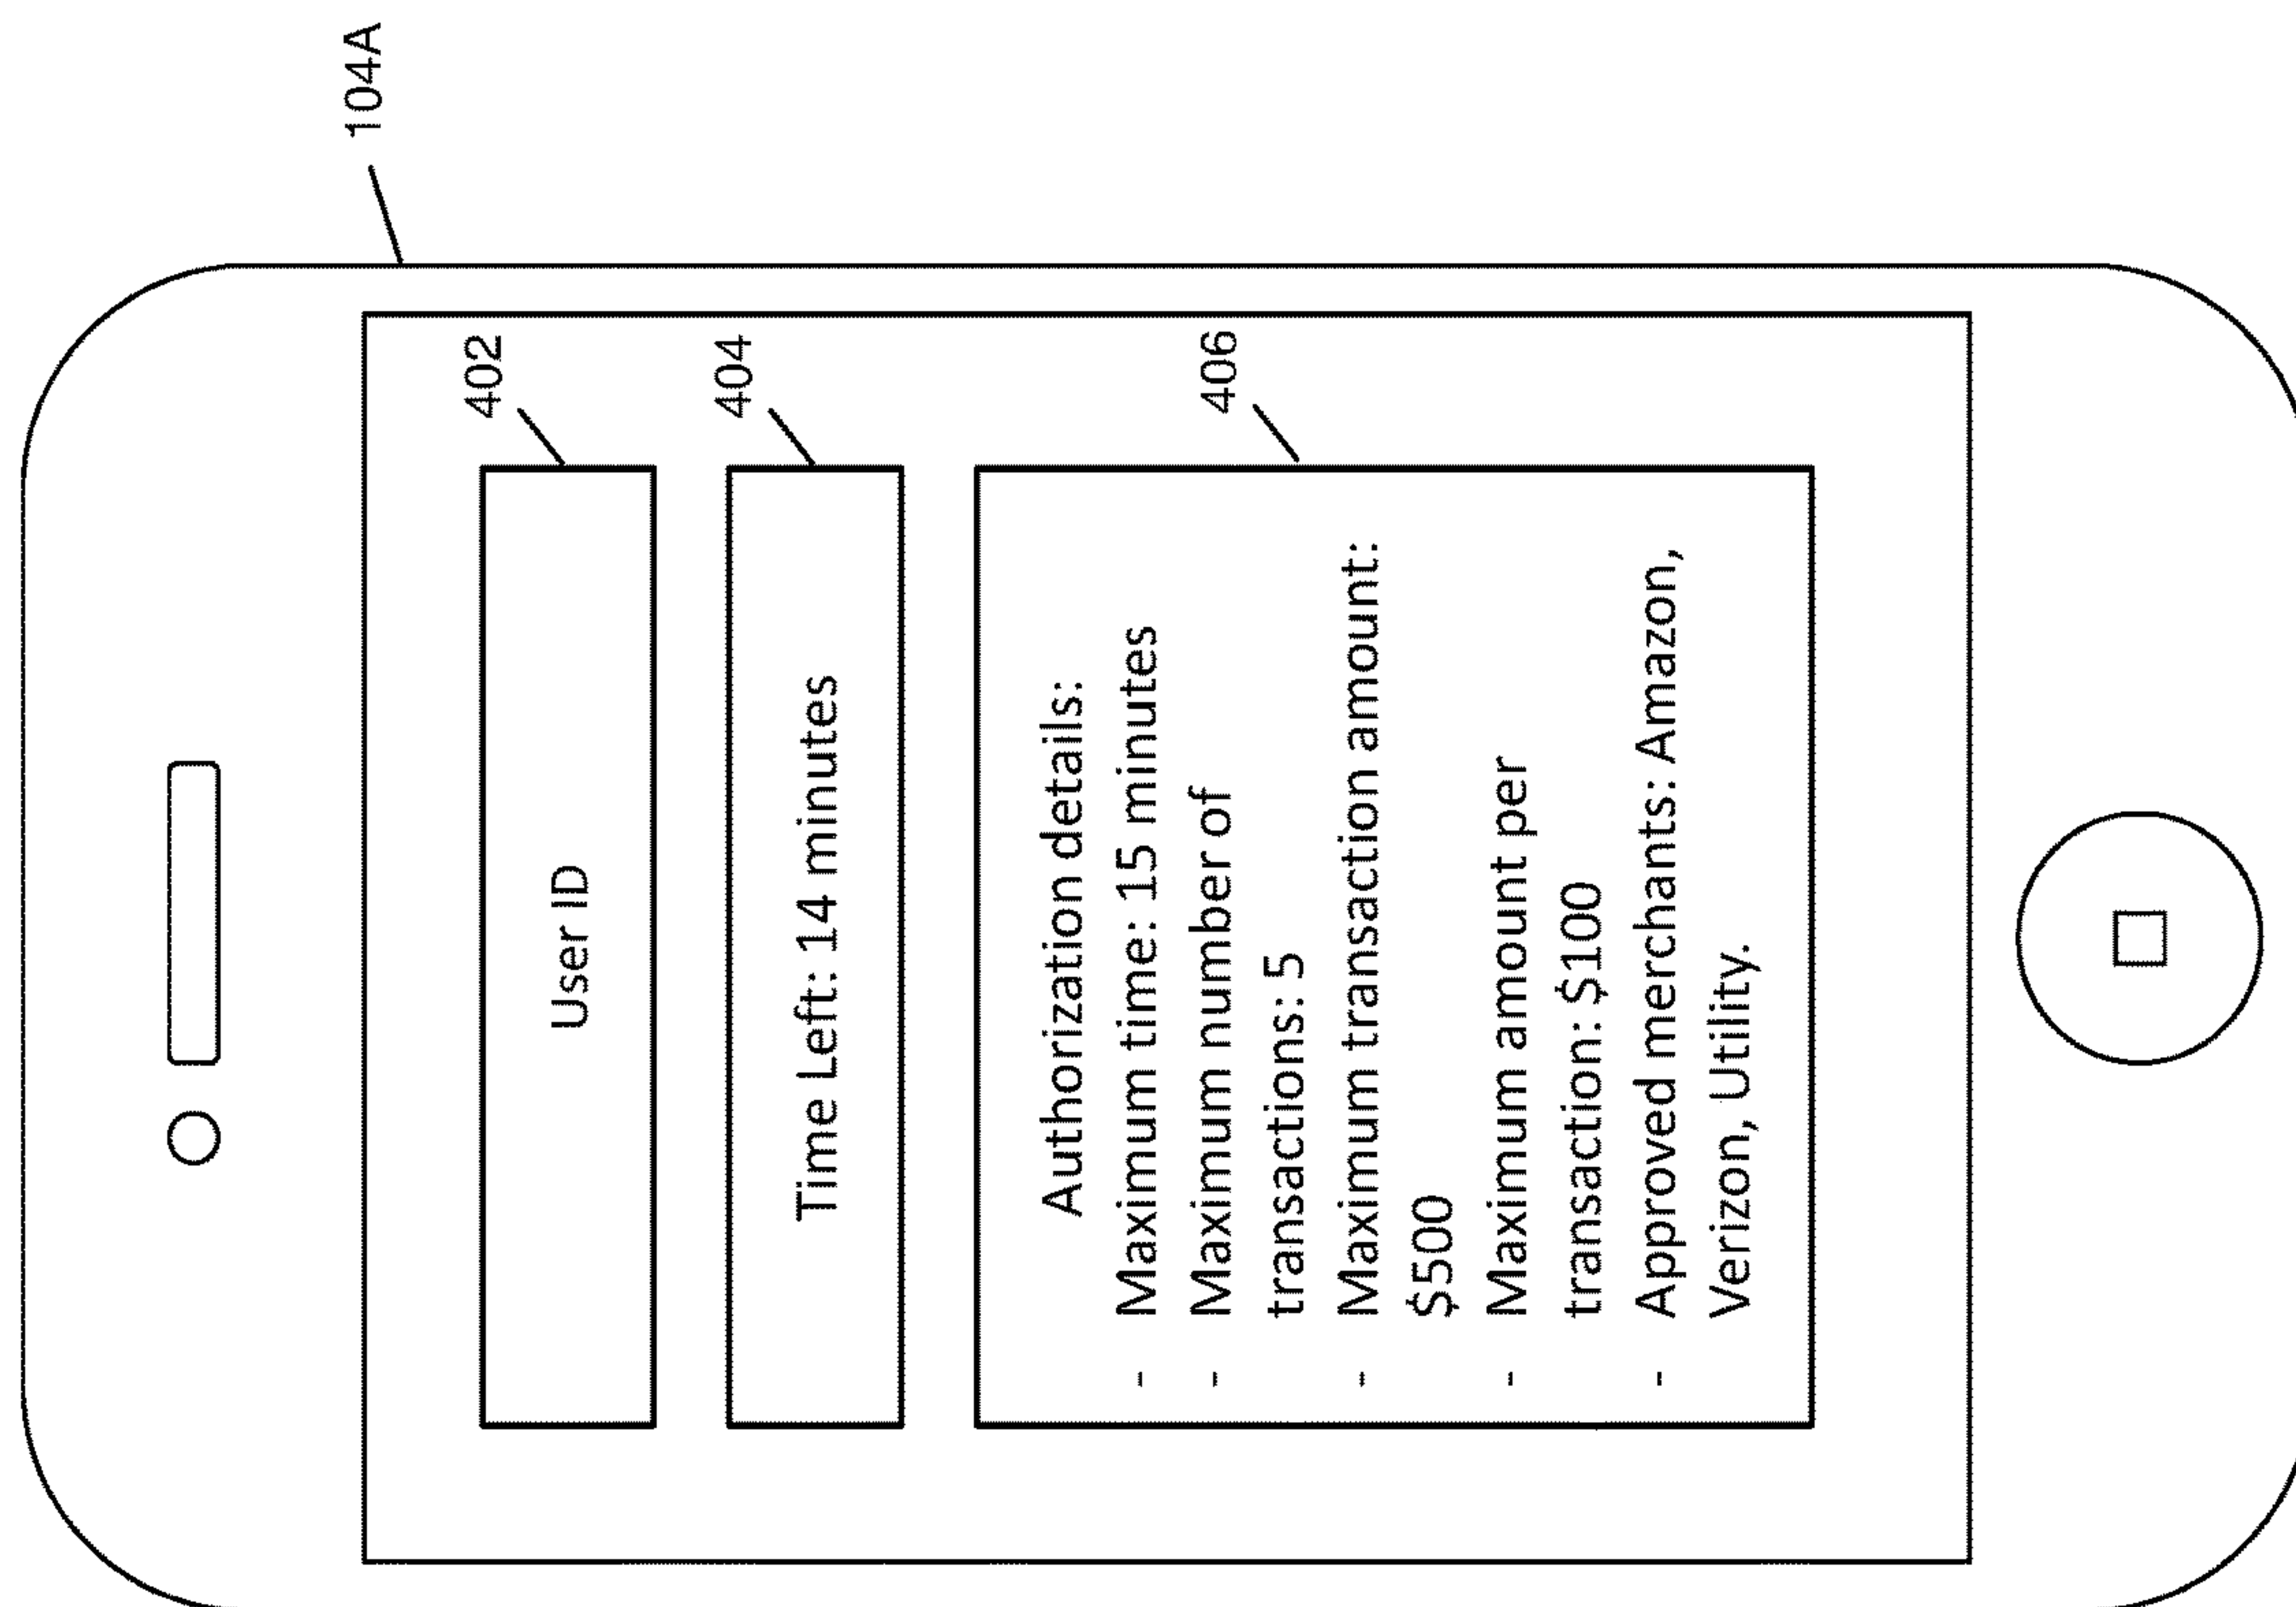 104A
402
User ID
404
Time Left: 14 minutes
406
Authorization details:
- Maximum time: 15 minutes
- Maximum number of
transactions: 5
- Maximum transaction amount:
$500
- Maximum amount per
transaction: $100
- Approved merchants: Amazon,
Verizon, Utility.